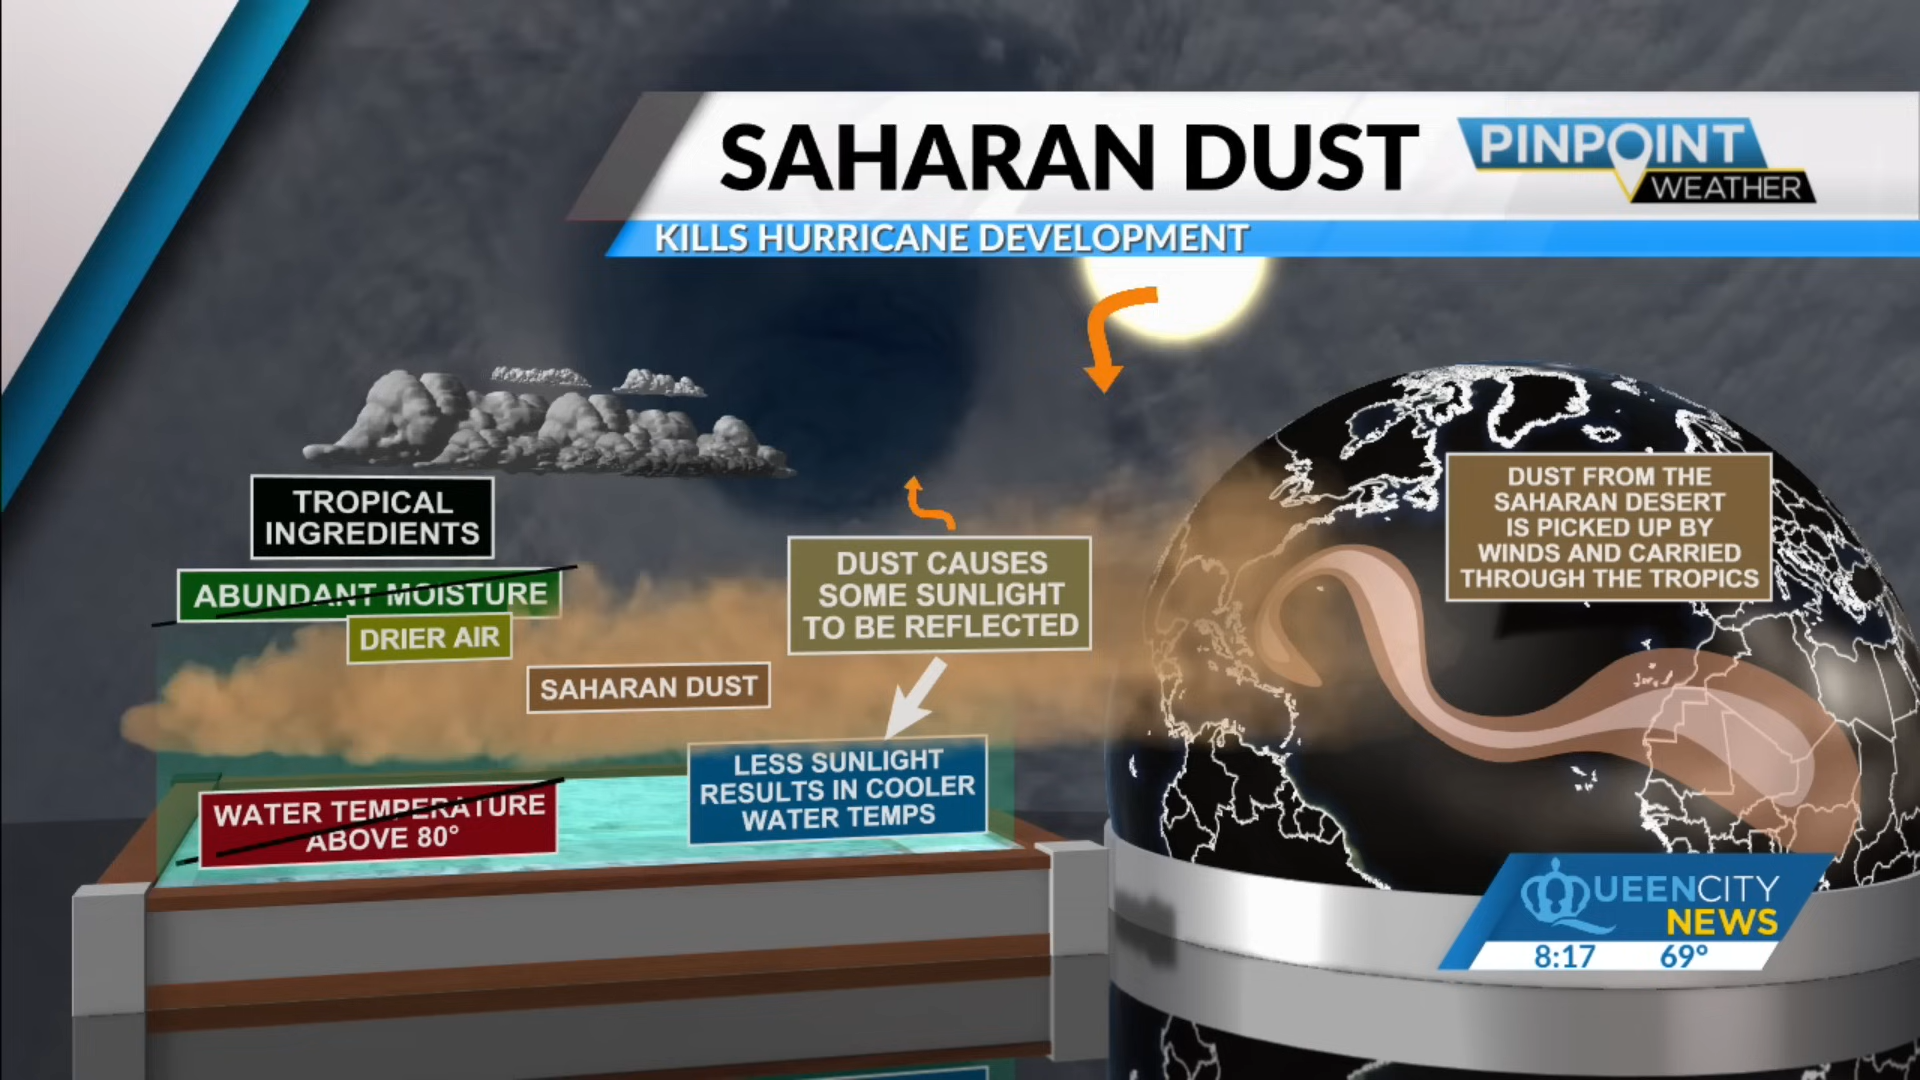 SAHARAN DUST
PINPOINT
WEATHER
KILLS HURRICANE DEVELOPMENT
TROPICAL
INGREDIENTS
ABUNDANT MOISTURE
DRIER AIR
SAHARAN DUST
WATER TEMPERATURE
ABOVE 80°
DUST CAUSES
SOME SUNLIGHT
TO BE REFLECTED
LESS SUNLIGHT
RESULTS IN COOLER
WATER TEMPS
DUST FROM THE
SAHARAN DESERT
IS PICKED UP BY
WINDS AND CARRIED
THROUGH THE TROPICS
QUEEN CITY
NEWS
8:17 69°